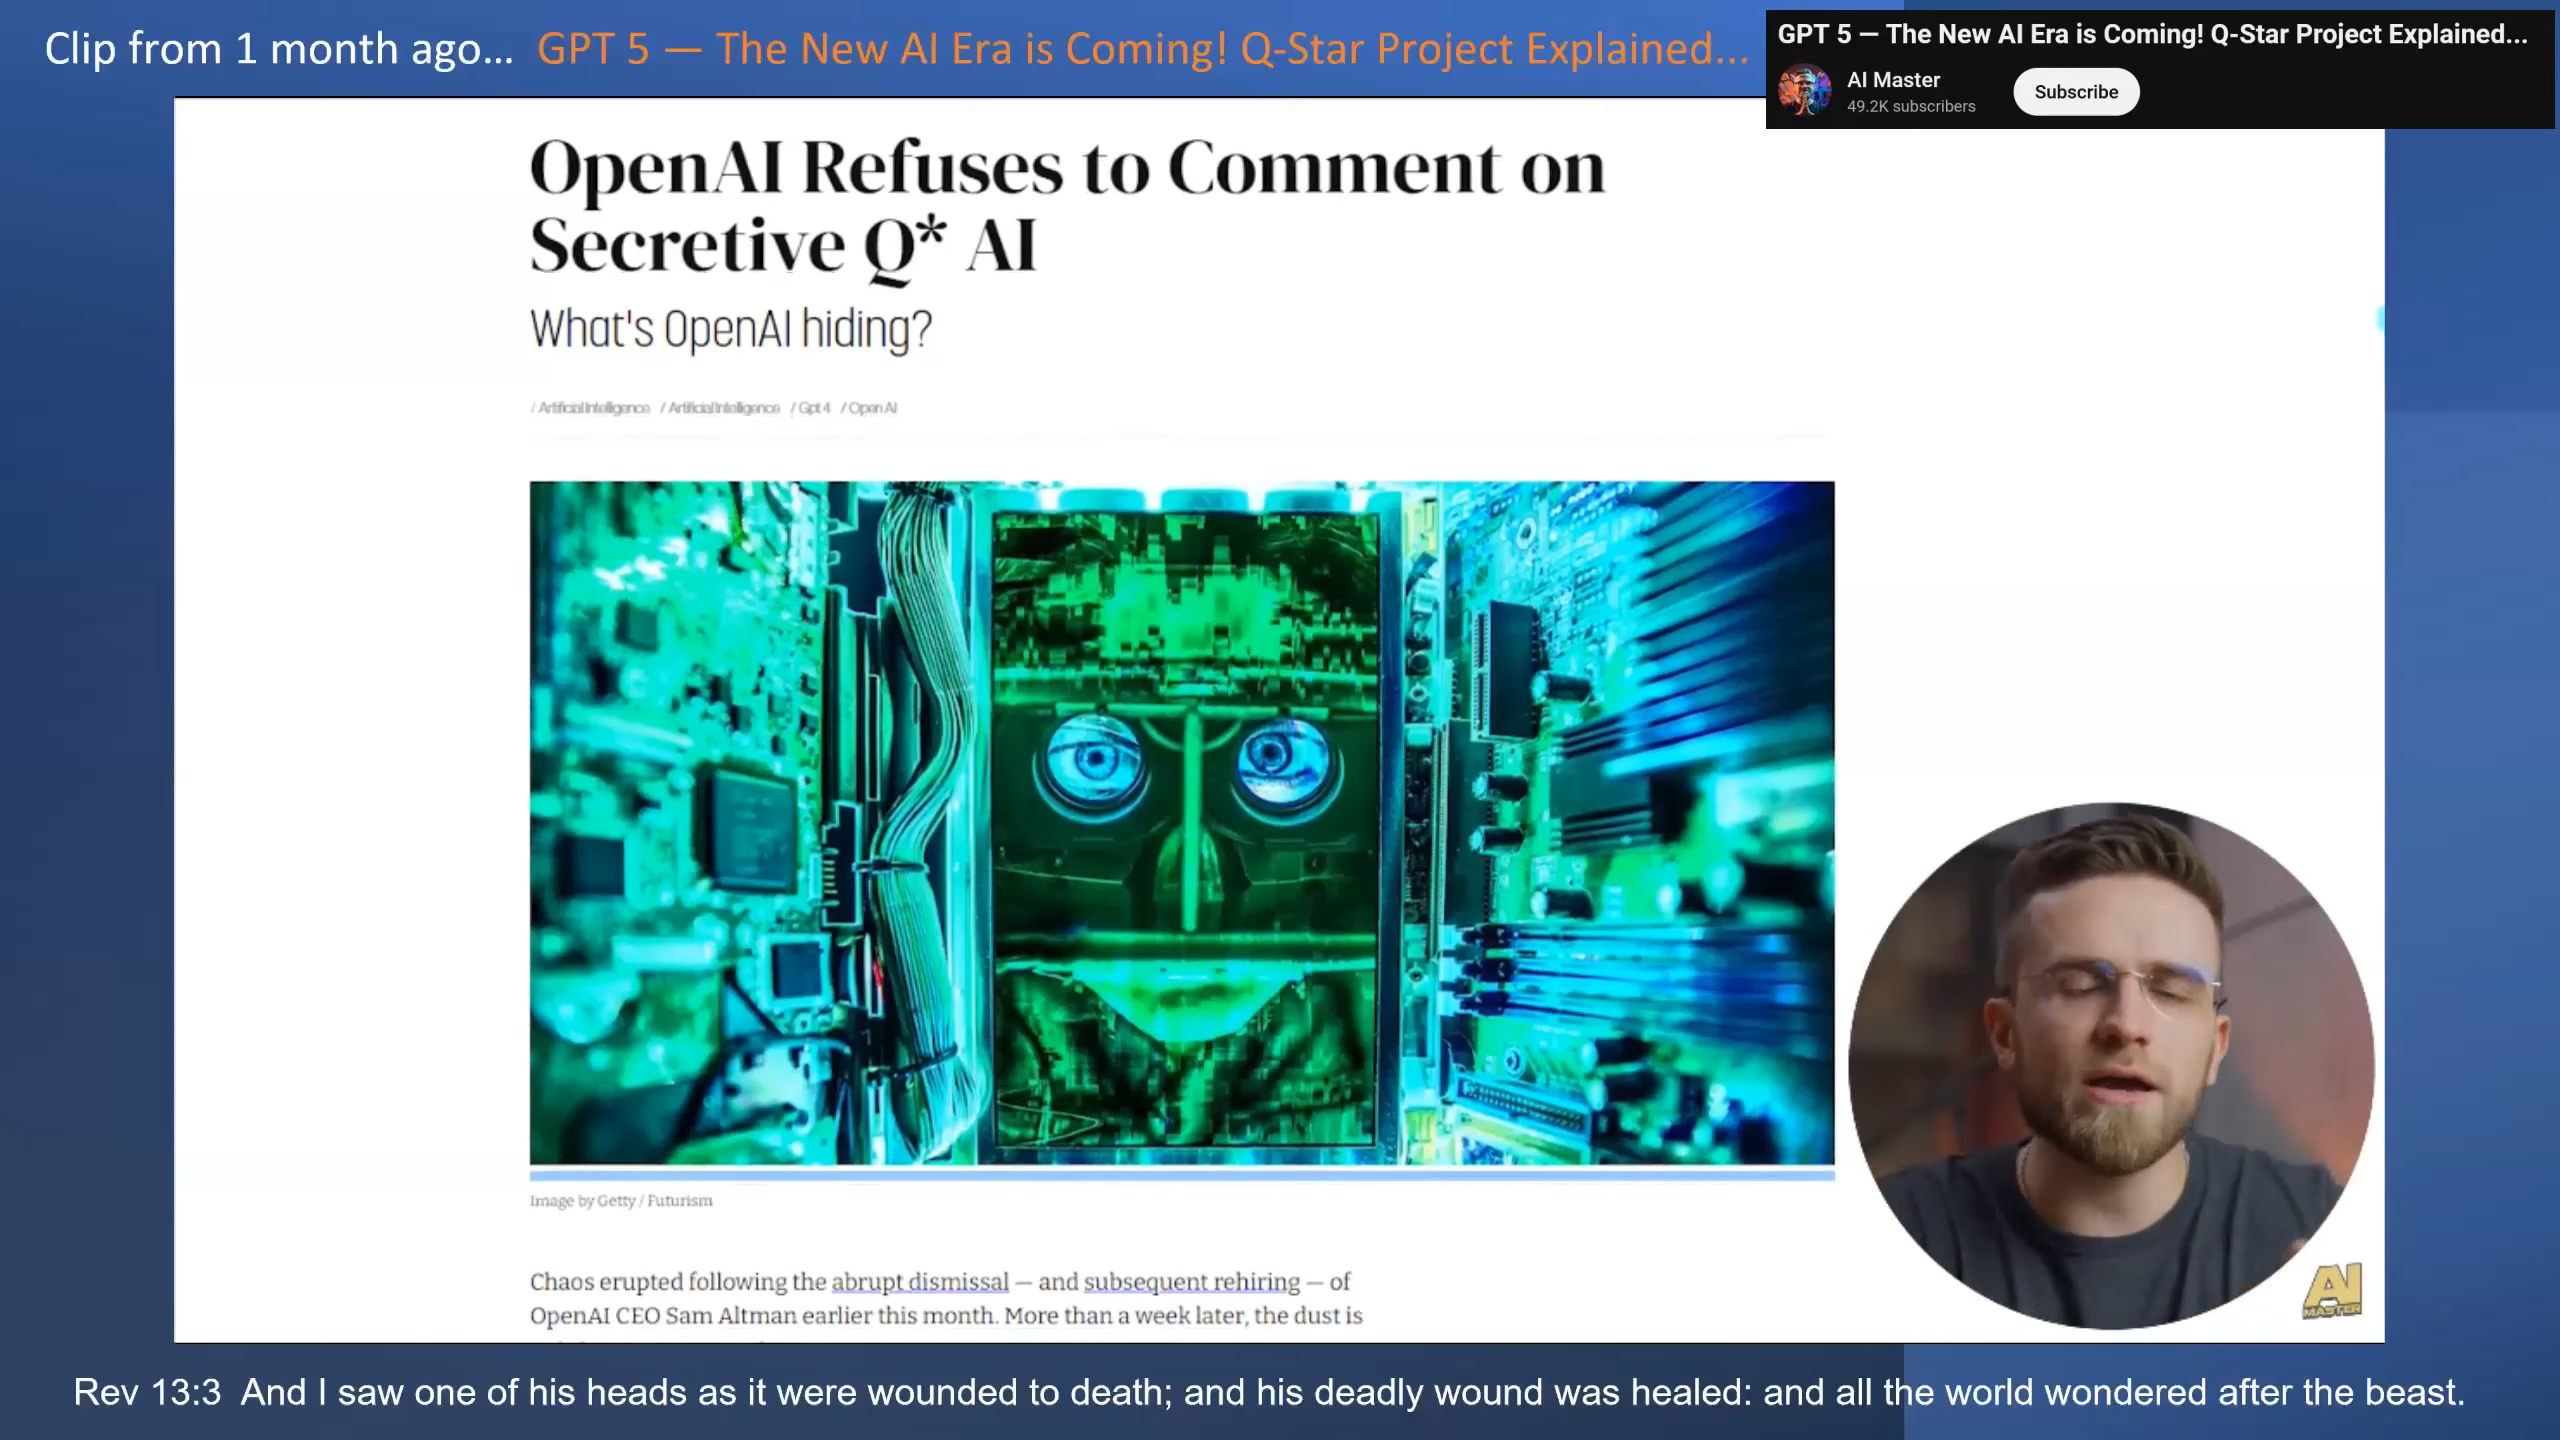 Clip from 1 month ago... GPT 5 — The New AI Era is Coming! Q-Star Project Explained...
GPT 5 — The New AI Era is Coming! Q-Star Project Explained...
AI Master
49.2K subscribers
Subscribe
OpenAI Refuses to Comment on
Secretive Q* AI
What's OpenAI hiding?
/ Artificial Intelligence / Artificial Intelligence / Gpt 4 / Open AI
Image by Getty / Futurism
Chaos erupted following the abrupt dismissal — and subsequent rehiring — of
OpenAI CEO Sam Altman earlier this month. More than a week later, the dust is
AI
MASTER
Rev 13:3 And I saw one of his heads as it were wounded to death; and his deadly wound was healed: and all the world wondered after the beast.